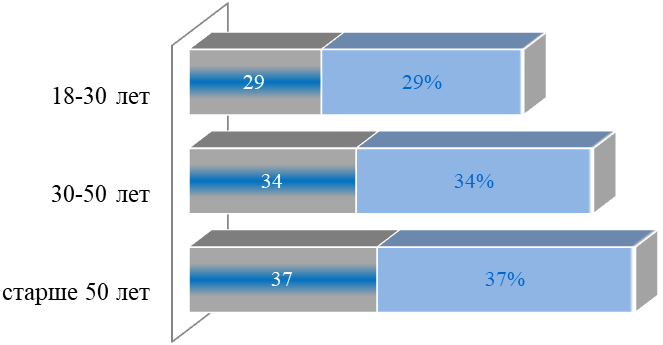 18-30 лет 29 29%
30-50 лет 34 34%
старше 50 лет 37 37%